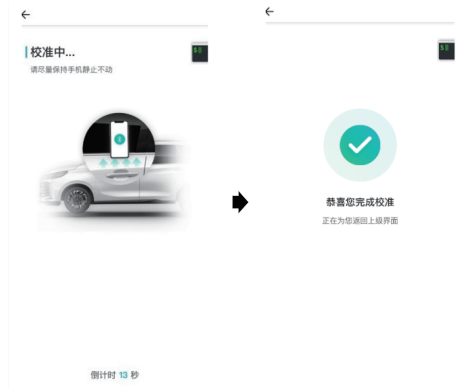 校准中...
请尽量保持手机静止不动
倒计时 13 秒
恭喜您完成校准
正在为您返回上级界面